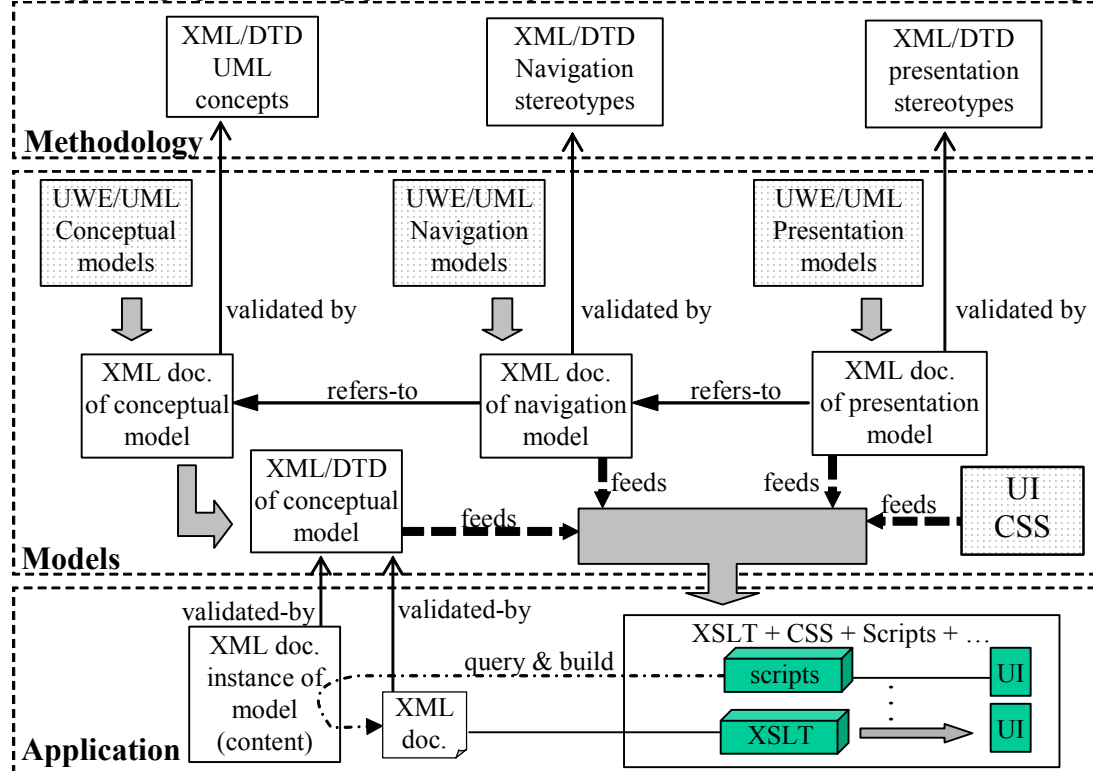 XML/DTD
UML
concepts
XML/DTD
Navigation
stereotypes
XML/DTD
presentation
stereotypes
Methodology
UWE/UML
Conceptual
models
UWE/UML
Navigation
models
UWE/UML
Presentation
models
validated by
validated by
validated by
XML doc.
of conceptual
model
refers-to
XML doc.
of navigation
model
refers-to
XML doc.
of presentation
model
XML/DTD
of conceptual
model
feeds
feeds
feeds
feeds
UI
CSS
Models
validated-by
validated-by
XML doc.
instance of
model
(content)
query & build
XML
doc.
XSLT + CSS + Scripts + …
scripts
UI
XSLT
UI
Application